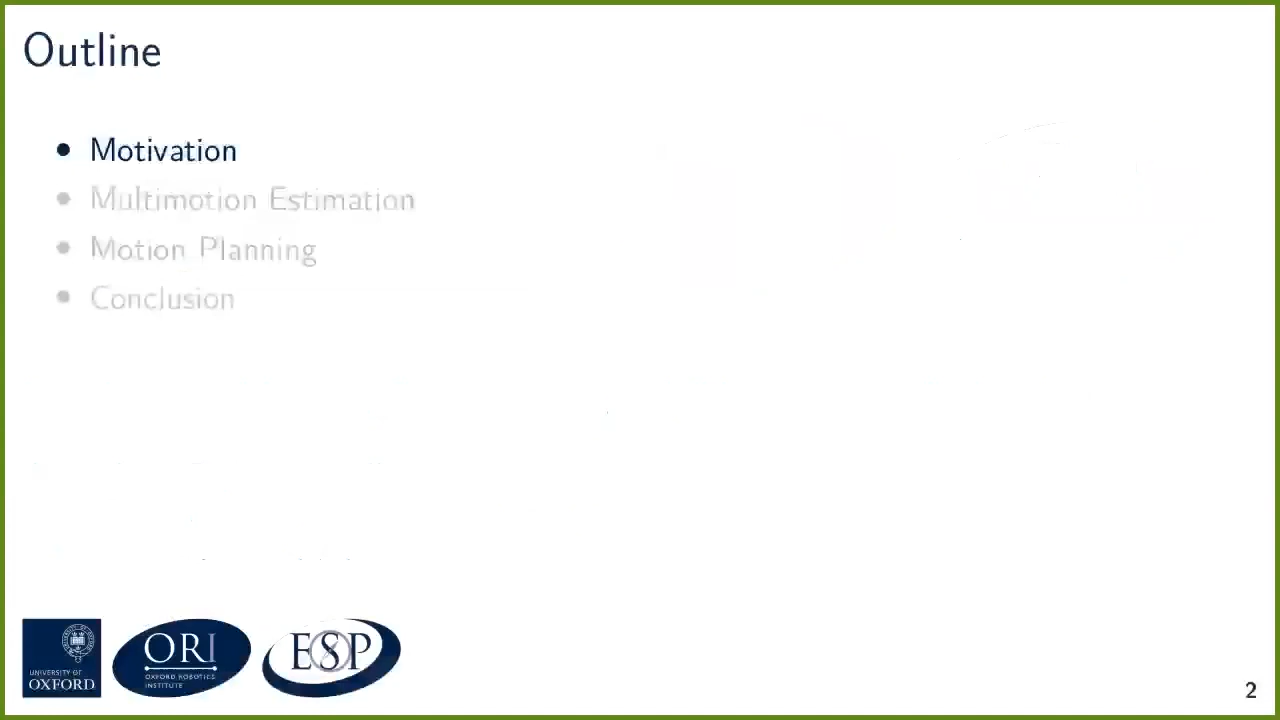 Outline
• Motivation
• Multimotion Estimation
• Motion Planning
• Conclusion
UNIVERSITY OF
OXFORD
ORI
OXFORD ROBOTICS
INSTITUTE
ESP
2